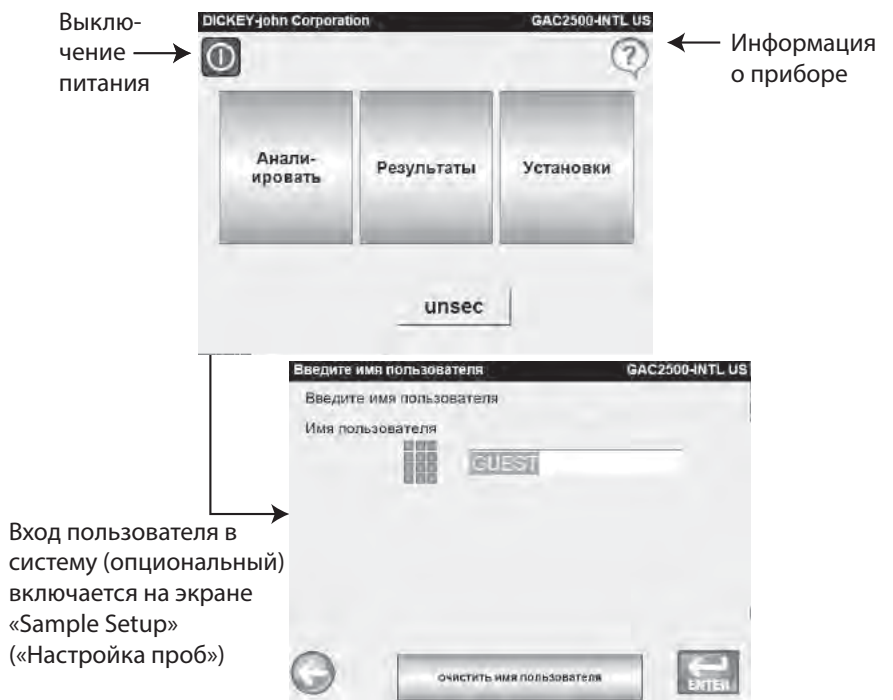 Выклю-
чение
питания
DICKEY-john Corporation
GAC2500-INTL US
Информация
о приборе
Анали-
ировать
Результаты
Установки
unsec
Введите имя пользователя
GAC2500-INTL US
Введите имя пользователя
Имя пользователя
GUEST
Вход пользователя в
систему (опциональный)
включается на экране
«Sample Setup»
(«Настройка проб»)
очистить имя пользователя
ENTER